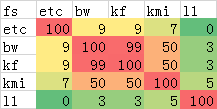 fs etc bw kf kmi l1
etc 100 9 9 7 0
bw 9 100 99 50 3
kf 9 99 100 50 3
kmi 7 50 50 100 5
l1 0 3 3 5 100